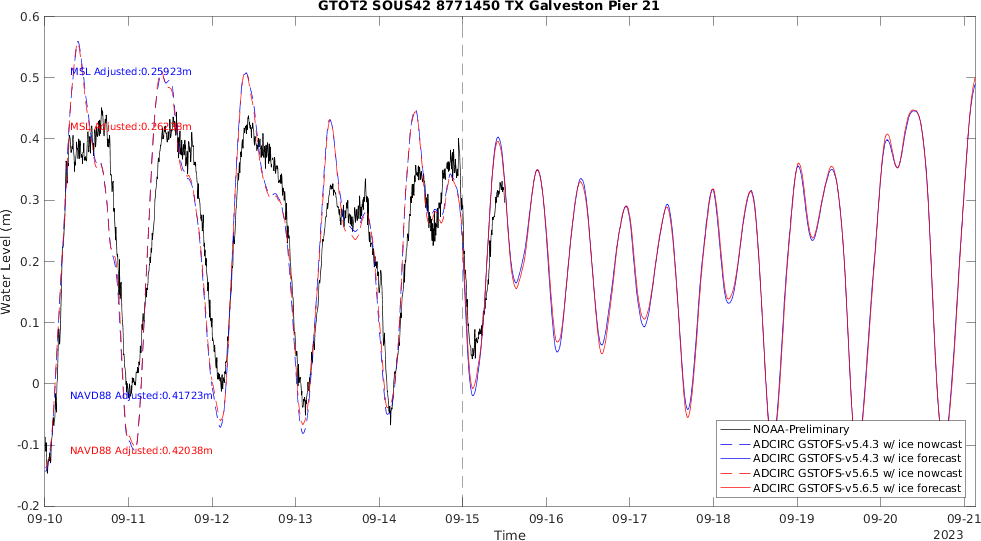 GTOT2 SOUS42 8771450 TX Galveston Pier 21
Water Level (m)
0.6
0.5
0.4
0.3
0.2
0.1
0
-0.1
-0.2
MSL Adjusted:0.25923m
MSL Adjusted:
NAVD88 Adjusted:0.41723m
NAVD88 Adjusted:0.42038m
NOAA-Preliminary
ADCIRC GSTOFS-v5.4.3 w/ ice nowcast
ADCIRC GSTOFS-v5.4.3 w/ ice forecast
ADCIRC GSTOFS-v5.6.5 w/ ice nowcast
ADCIRC GSTOFS-v5.6.5 w/ ice forecast
09-10 09-11 09-12 09-13 09-14 09-15 09-16 09-17 09-18 09-19 09-20 09-21
2023
Time